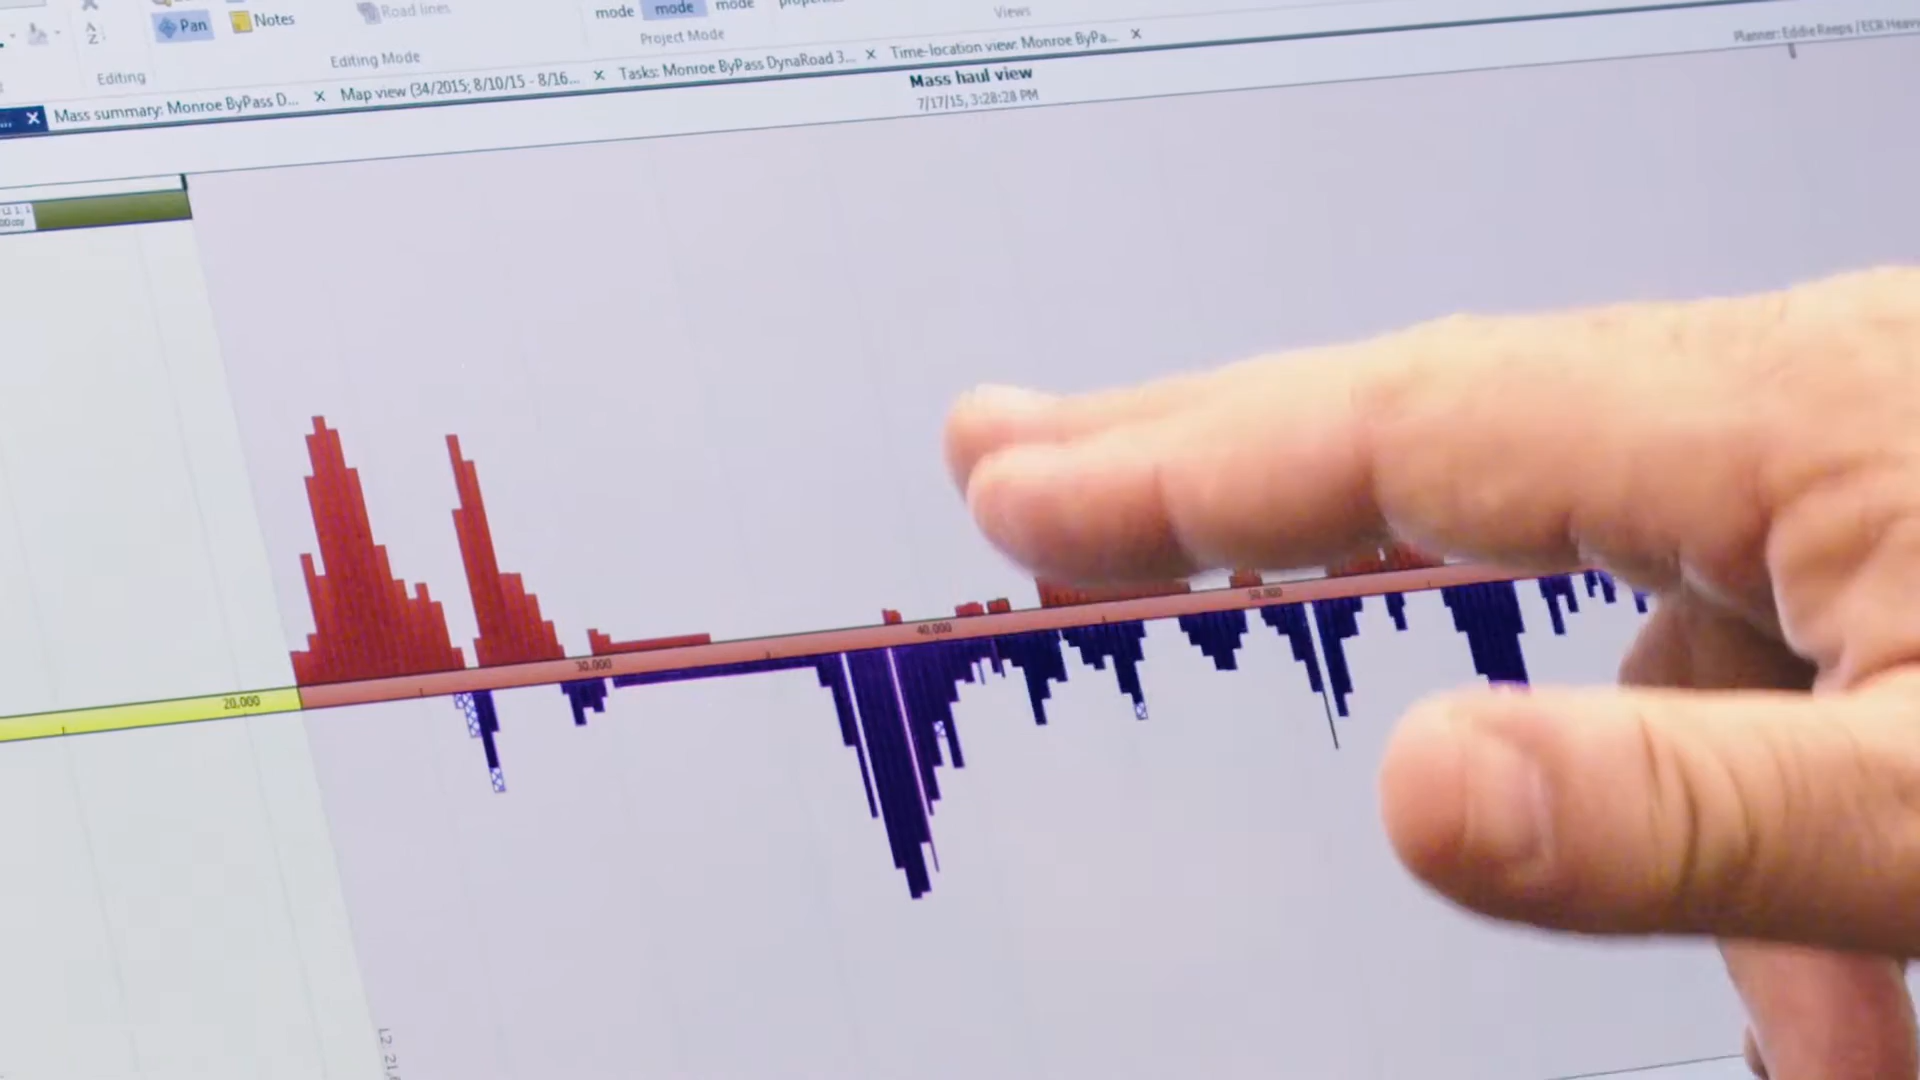 Pan
Notes
Road lines
mode
mode
mode
Editing
Editing Mode
Project Mode
Views
Mass summary: Monroe ByPass D...
Map view (34/2015; 8/10/15 - 8/16...
Tasks: Monroe ByPass DynaRoad 3...
Time-location view: Monroe ByPa...
Mass haul view
7/17/15, 3:28:28 PM
Planner: Eddie Reeps / ECR Heavy
20,000
30,000
40,000
50,000
L2